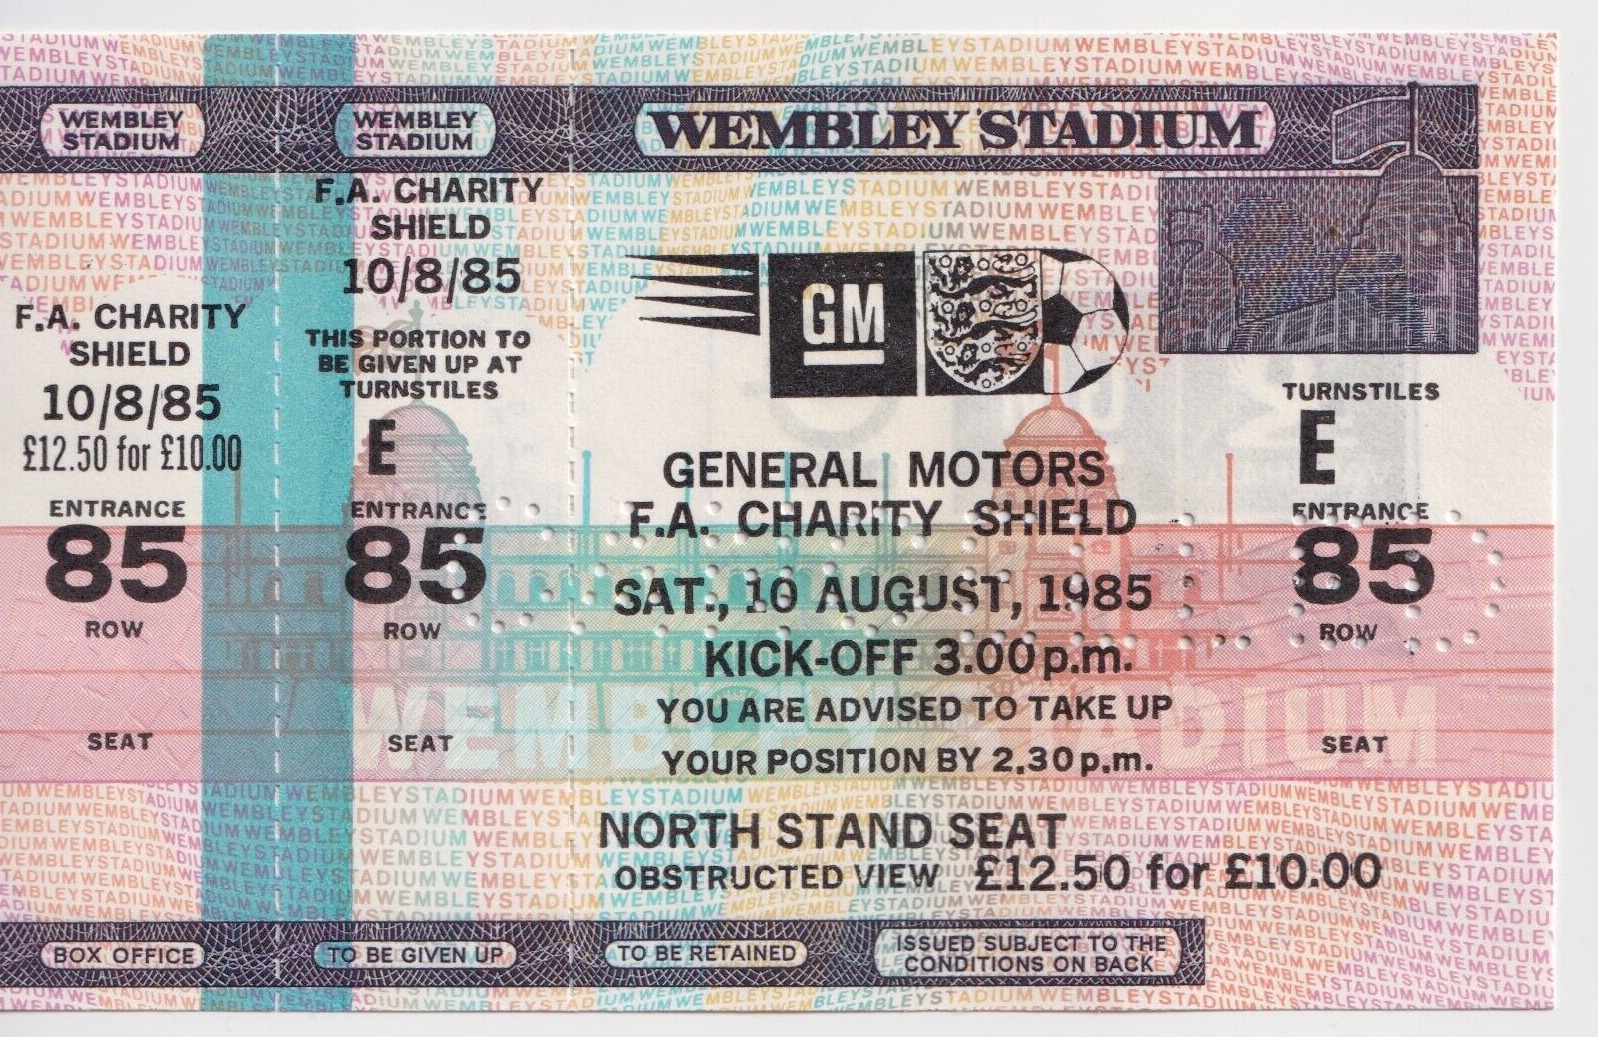 WEMBLEY
STADIUM
F.A. CHARITY
SHIELD
10/8/85
£12.50 for £10.00
ENTRANCE
85
ROW
SEAT
BOX OFFICE
WEMBLEY
STADIUM
F.A. CHARITY
SHIELD
10/8/85
THIS PORTION TO
BE GIVEN UP AT
TURNSTILES
E
ENTRANCE
85
ROW
SEAT
TO BE GIVEN UP
WEMBLEY STADIUM
GM
GENERAL MOTORS
F.A. CHARITY SHIELD
SAT., 10 AUGUST, 1985
KICK-OFF 3.00p.m.
YOU ARE ADVISED TO TAKE UP
YOUR POSITION BY 2.30p.m.
WEMBLEY STADIUM
NORTH STAND SEAT
OBSTRUCTED VIEW £12.50 for £10.00
TURNSTILES
E
ENTRANCE
85
ROW
SEAT
TO BE RETAINED
ISSUED SUBJECT TO THE
CONDITIONS ON BACK